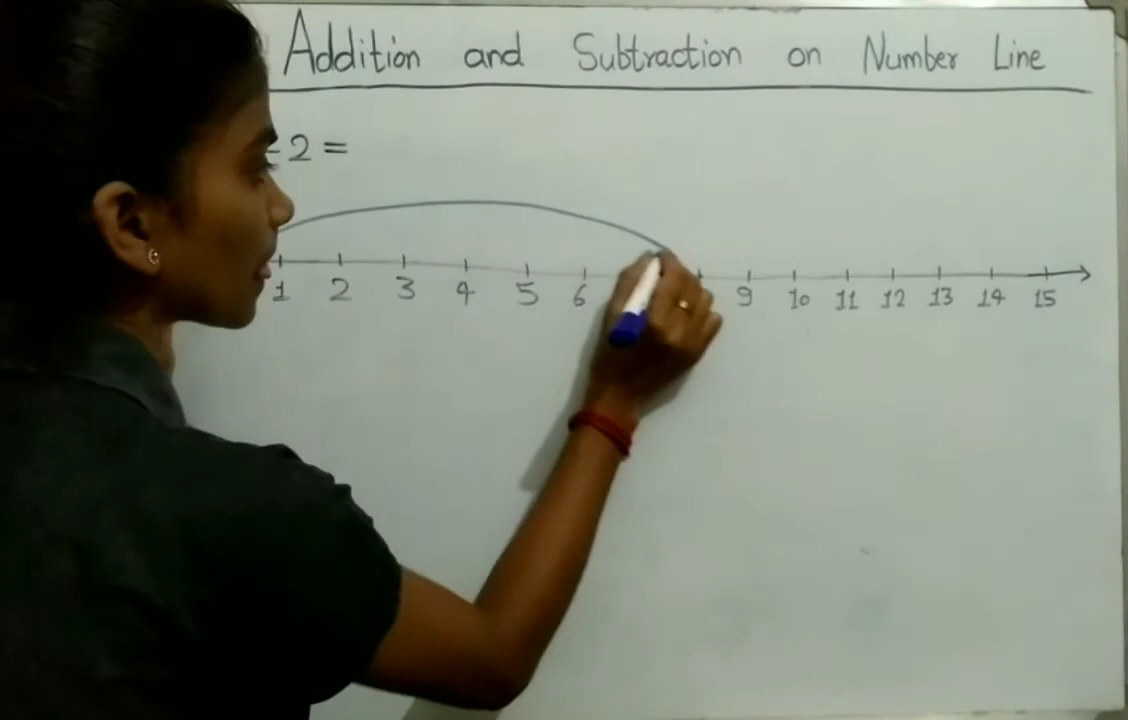 Addition and Subtraction on Number Line
- 2 =
1 2 3 4 5 6 9 10 11 12 13 14 15